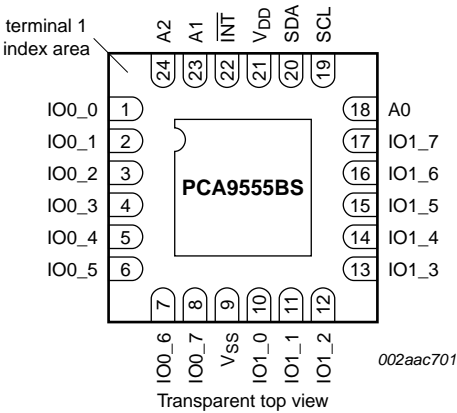 terminal 1
index area
A2
A1
INT
VDD
SDA
SCL
24
23
22
21
20
19
IO0_0 1
IO0_1 2
IO0_2 3
IO0_3 4
IO0_4 5
IO0_5 6
PCA9555BS
18 A0
17 IO1_7
16 IO1_6
15 IO1_5
14 IO1_4
13 IO1_3
7
8
9
10
11
12
IO0_6
IO0_7
VSS
IO1_0
IO1_1
IO1_2
002aac701
Transparent top view